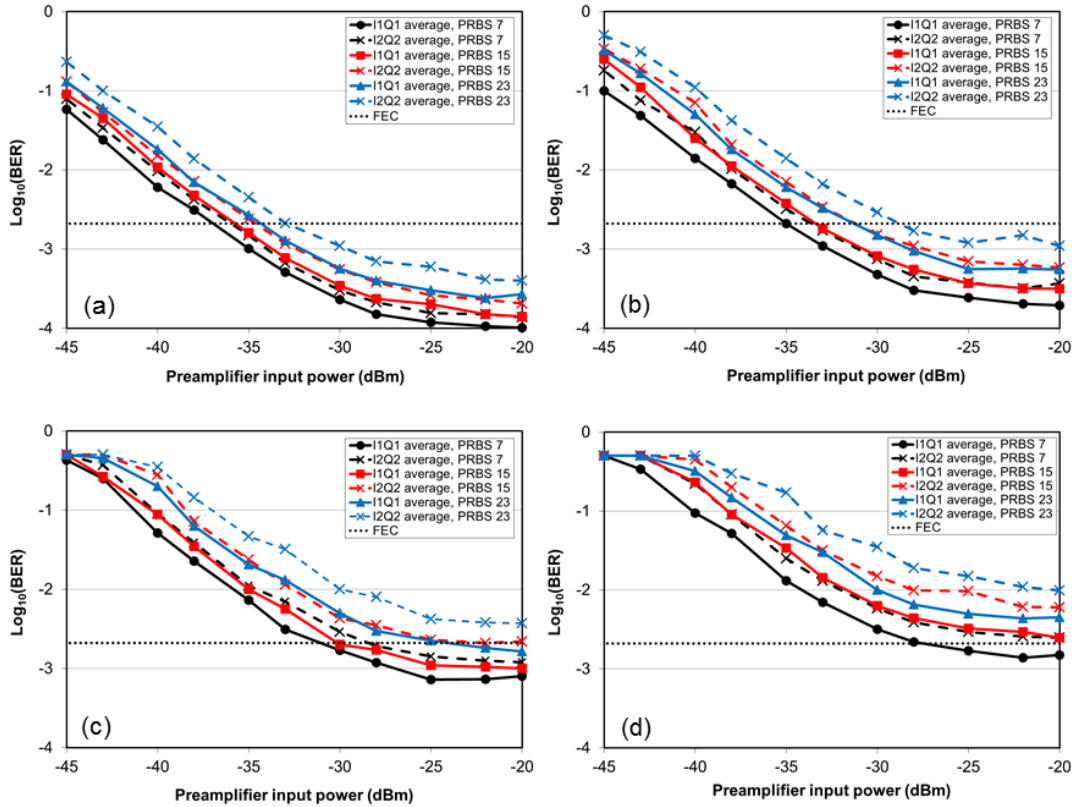 I1Q1 average, PRBS 7
I2Q2 average, PRBS 7
I1Q1 average, PRBS 15
I2Q2 average, PRBS 15
I1Q1 average, PRBS 23
I2Q2 average, PRBS 23
FEC
0
-1
-2
-3
-4
Log10(BER)
(a)
-45
-40
-35
-30
-25
-20
Preamplifier input power (dBm)
I1Q1 average, PRBS 7
I2Q2 average, PRBS 7
I1Q1 average, PRBS 15
I2Q2 average, PRBS 15
I1Q1 average, PRBS 23
I2Q2 average, PRBS 23
FEC
0
-1
-2
-3
-4
Log10(BER)
(b)
-45
-40
-35
-30
-25
-20
Preamplifier input power (dBm)
I1Q1 average, PRBS 7
I2Q2 average, PRBS 7
I1Q1 average, PRBS 15
I2Q2 average, PRBS 15
I1Q1 average, PRBS 23
I2Q2 average, PRBS 23
FEC
0
-1
-2
-3
-4
Log10(BER)
(c)
-45
-40
-35
-30
-25
-20
Preamplifier input power (dBm)
I1Q1 average, PRBS 7
I2Q2 average, PRBS 7
I1Q1 average, PRBS 15
I2Q2 average, PRBS 15
I1Q1 average, PRBS 23
I2Q2 average, PRBS 23
FEC
0
-1
-2
-3
-4
Log10(BER)
(d)
-45
-40
-35
-30
-25
-20
Preamplifier input power (dBm)